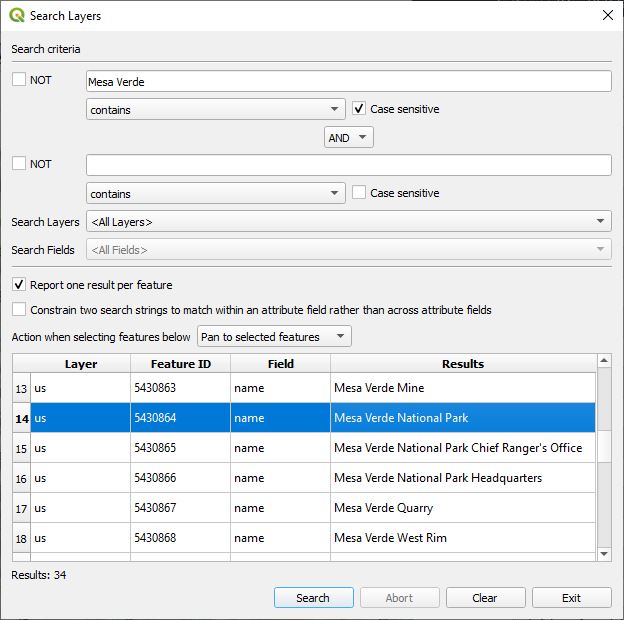 Search Layers
Search criteria
NOT Mesa Verde
contains Case sensitive
AND
NOT
contains Case sensitive
Search Layers <All Layers>
Search Fields <All Fields>
Report one result per feature
Constrain two search strings to match within an attribute field rather than across attribute fields
Action when selecting features below Pan to selected features
Layer Feature ID Field Results
13 us 5430863 name Mesa Verde Mine
14 us 5430864 name Mesa Verde National Park
15 us 5430865 name Mesa Verde National Park Chief Ranger's Office
16 us 5430866 name Mesa Verde National Park Headquarters
17 us 5430867 name Mesa Verde Quarry
18 us 5430868 name Mesa Verde West Rim
Results: 34
Search Abort Clear Exit